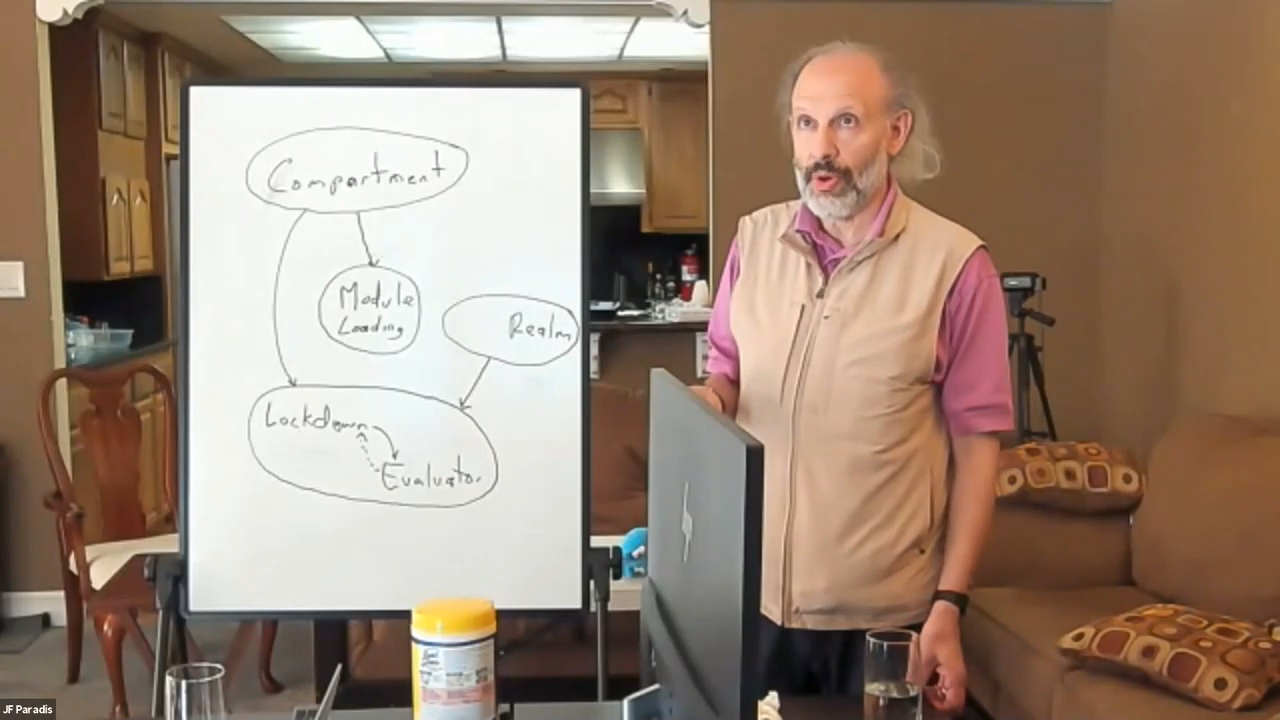 Compartment
Module
Loading
Realm
Lockdown
Evaluator
JF Paradis